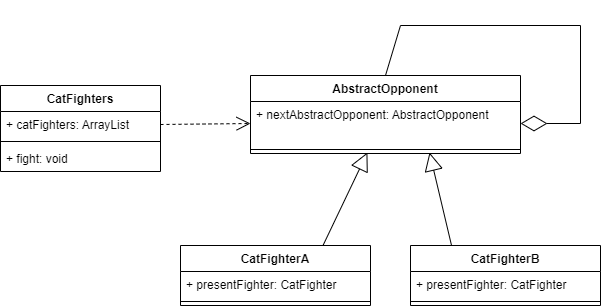 AbstractOpponent
CatFighters
+ nextAbstractOpponent: AbstractOpponent
+ catFighters: ArrayList
+ fight: void
CatFighterA
CatFighterB
+ presentFighter: CatFighter
+ presentFighter: CatFighter